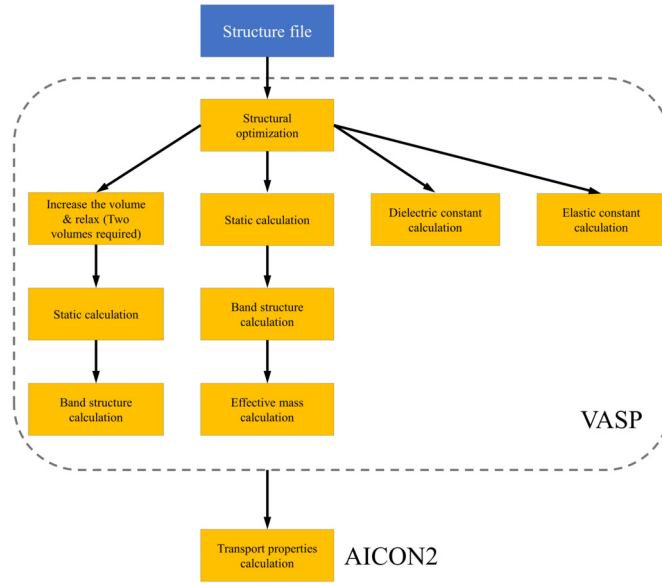 Structure file
Structural
optimization
Increase the volume
& relax (Two
volumes required)
Static calculation
Dielectric constant
calculation
Elastic constant
calculation
Static calculation
Band structure
calculation
Band structure
calculation
Effective mass
calculation
VASP
Transport properties
calculation
AICON2